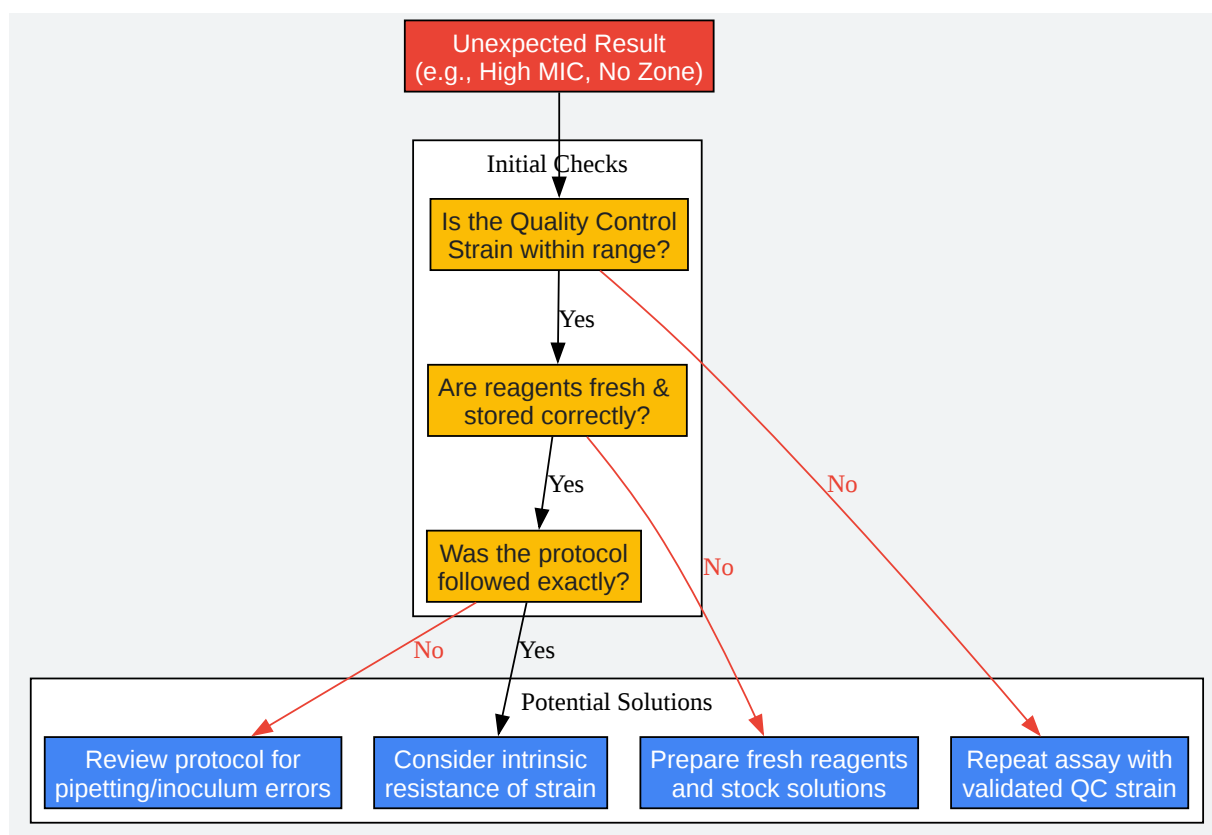 Unexpected Result
(e.g., High MIC, No Zone)
Initial Checks
Is the Quality Control
Strain within range?
Yes
Are reagents fresh &
stored correctly?
Yes
No
Was the protocol
followed exactly?
No
No
Yes
Potential Solutions
Review protocol for
pipetting/inoculum errors
Consider intrinsic
resistance of strain
Prepare fresh reagents
and stock solutions
Repeat assay with
validated QC strain